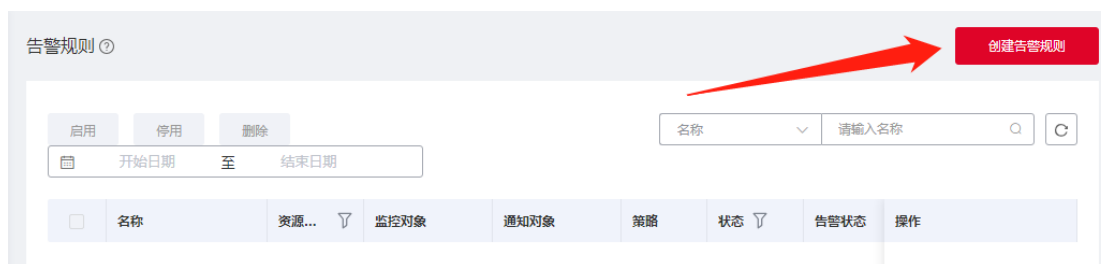 告警规则
创建告警规则
启用 停用 删除 名称 请输入名称
开始日期 至 结束日期
名称 资源... 监控对象 通知对象 策略 状态 告警状态 操作